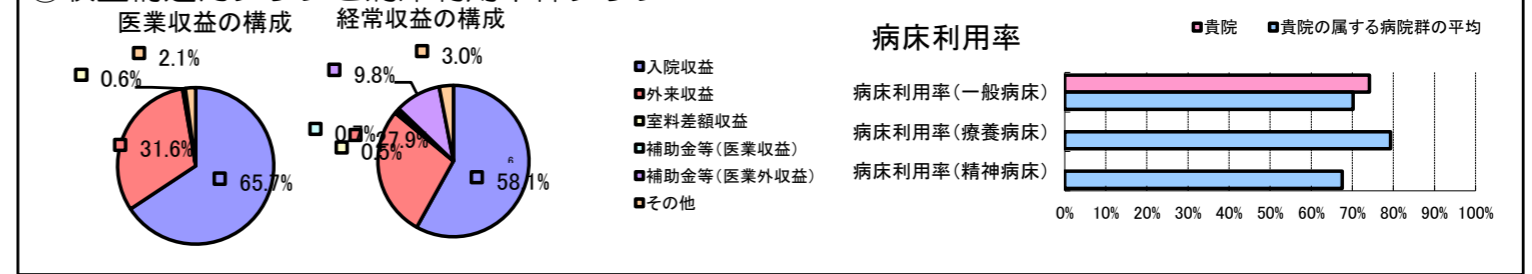 医業収益の構成
経常収益の構成
2.1%
0.6%
31.6%
65.7%
3.0%
9.8%
0.7%
27.9%
0.5%
58.1%
入院収益
外来収益
室料差額収益
補助金等(医業収益)
補助金等(医業外収益)
その他
病床利用率
貴院
貴院の属する病院群の平均
病床利用率(一般病床)
病床利用率(療養病床)
病床利用率(精神病床)
0% 10% 20% 30% 40% 50% 60% 70% 80% 90% 100%